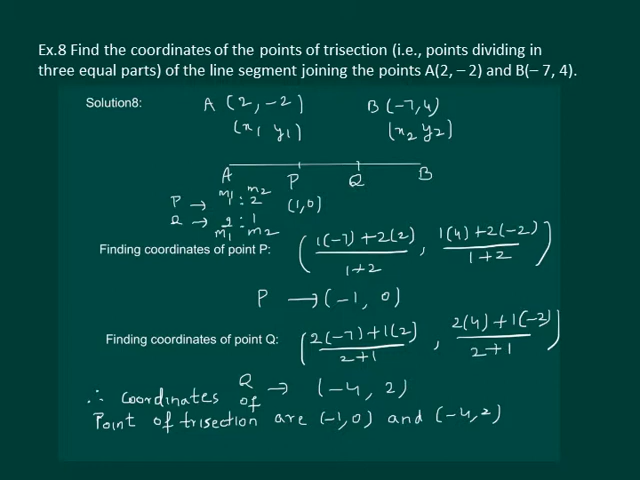 Ex.8 Find the coordinates of the points of trisection (i.e., points dividing in
three equal parts) of the line segment joining the points A(2, – 2) and B(– 7, 4).
Solution8: A (2, -2) B (-7, 4)
(x1 y1) (x2 y2)
A P Q B
m1 m2
P → 1 : 2 (1, 0)
Q → 2 : 1
m1 m2
Finding coordinates of point P: ( 1(-7) + 2(2) / 1+2 , 1(4) + 2(-2) / 1+2 )
P → (-1, 0)
Finding coordinates of point Q: ( 2(-7) + 1(2) / 2+1 , 2(4) + 1(-2) / 2+1 )
Q → (-4, 2)
∴ coordinates of
Point of trisection are (-1, 0) and (-4, 2)